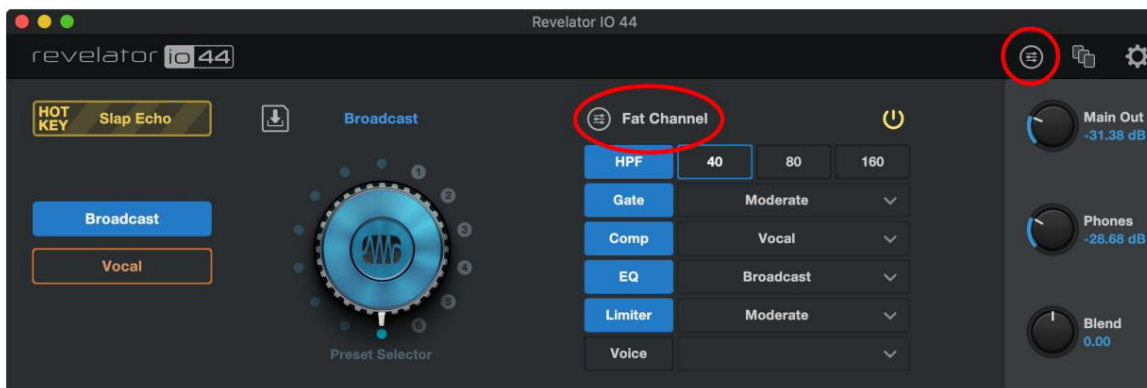 Revelator IO 44
revelator io 44
HOT KEY Slap Echo
Broadcast
Fat Channel
Main Out
-31.38 dB
HPF 40 80 160
Gate Moderate
Broadcast
Vocal
Comp Vocal
EQ Broadcast
Limiter Moderate
Voice
1
2
3
4
5
6
Preset Selector
Phones
-28.68 dB
Blend
0.00